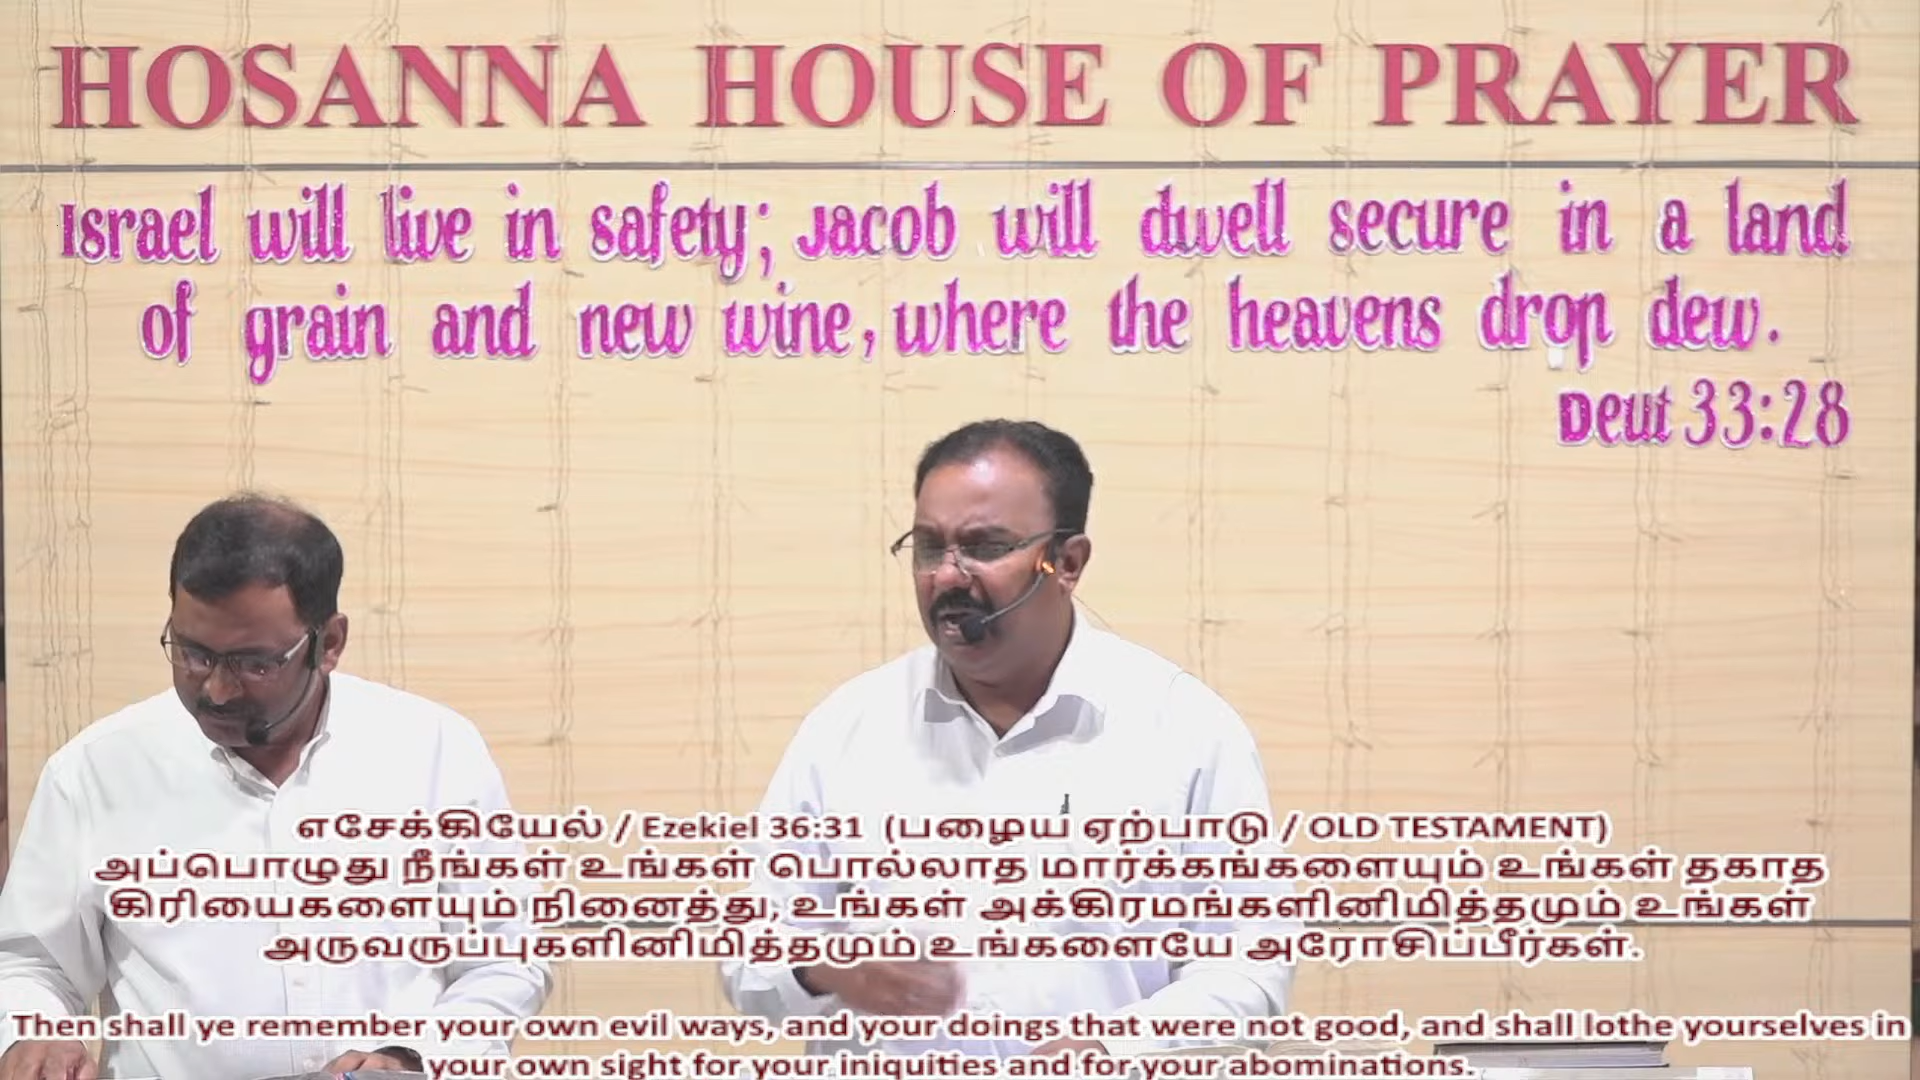 HOSANNA HOUSE OF PRAYER
Israel will live in safety; Jacob will dwell secure in a land
of grain and new wine, where the heavens drop dew.
Deut 33:28
எசேக்கியேல் / Ezekiel 36:31 (பழைய ஏற்பாடு / OLD TESTAMENT)
அப்பொழுது நீங்கள் உங்கள் பொல்லாத மார்க்கங்களையும் உங்கள் தகாத
கிரியைகளையும் நினைத்து, உங்கள் அக்கிரமங்களினிமித்தமும் உங்கள்
அருவருப்புகளினிமித்தமும் உங்களையே அரோசிப்பீர்கள்.
Then shall ye remember your own evil ways, and your doings that were not good, and shall lothe yourselves in
your own sight for your iniquities and for your abominations.